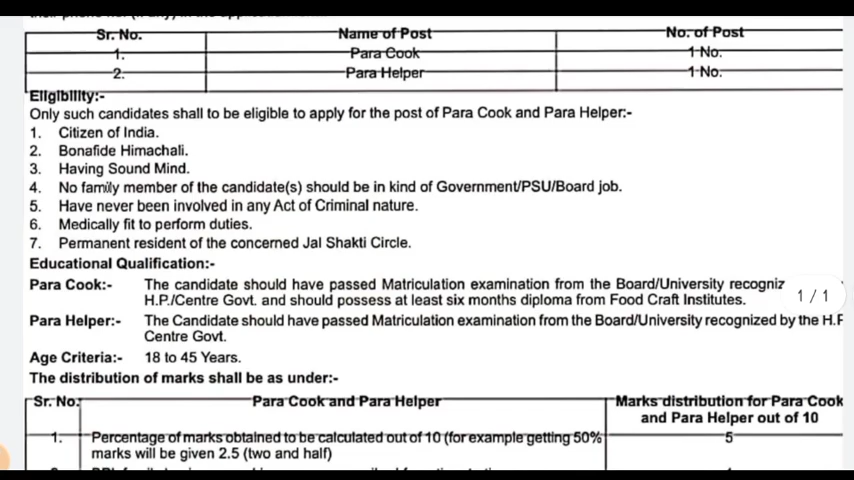 their phone no. (if any) in the application form.
Sr. No. Name of Post No. of Post
1. Para Cook 1 No.
2. Para Helper 1 No.
Eligibility:-
Only such candidates shall to be eligible to apply for the post of Para Cook and Para Helper:-
1. Citizen of India.
2. Bonafide Himachali.
3. Having Sound Mind.
4. No family member of the candidate(s) should be in kind of Government/PSU/Board job.
5. Have never been involved in any Act of Criminal nature.
6. Medically fit to perform duties.
7. Permanent resident of the concerned Jal Shakti Circle.
Educational Qualification:-
Para Cook:- The candidate should have passed Matriculation examination from the Board/University recogniz
H.P./Centre Govt. and should possess at least six months diploma from Food Craft Institutes.
1 / 1
Para Helper:- The Candidate should have passed Matriculation examination from the Board/University recognized by the H.P
Centre Govt.
Age Criteria:- 18 to 45 Years.
The distribution of marks shall be as under:-
Sr. No. Para Cook and Para Helper Marks distribution for Para Cook
and Para Helper out of 10
1. Percentage of marks obtained to be calculated out of 10 (for example getting 50% 5
marks will be given 2.5 (two and half)